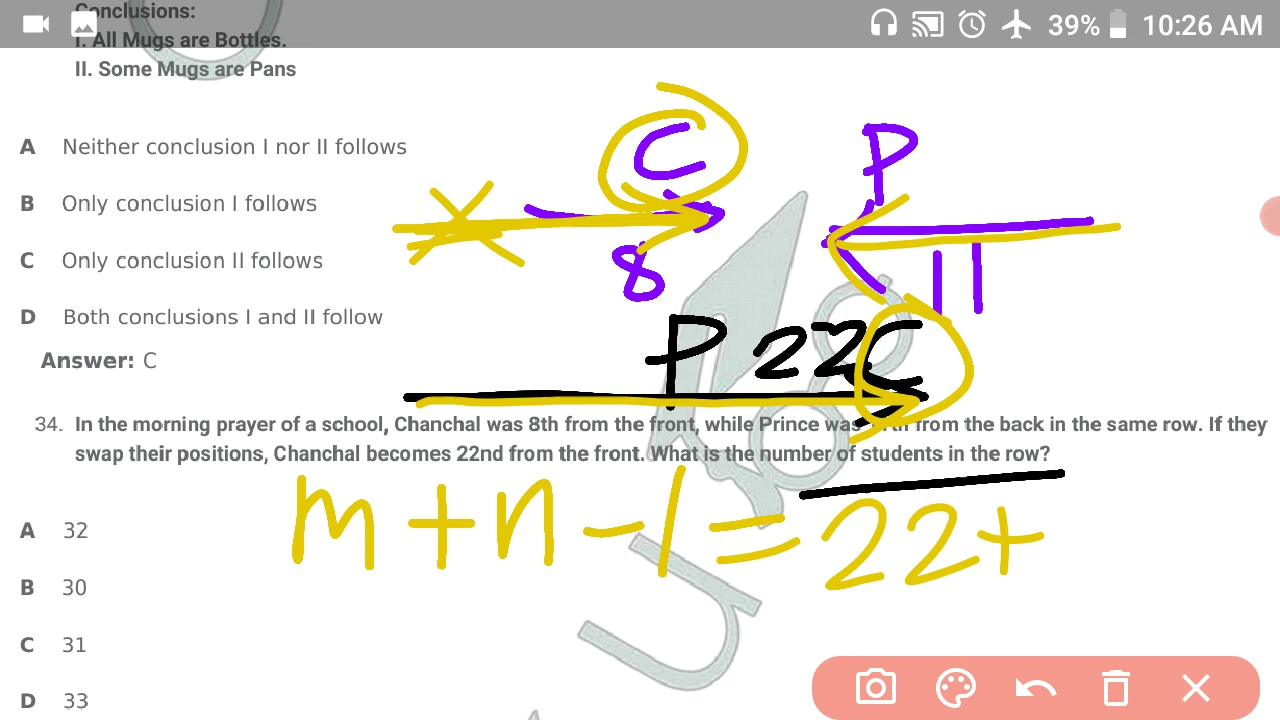 39% 10:26 AM
Conclusions:
I. All Mugs are Bottles.
II. Some Mugs are Pans
A Neither conclusion I nor II follows
B Only conclusion I follows
C Only conclusion II follows
D Both conclusions I and II follow
Answer: C
C P
8 11
P 22 C
34. In the morning prayer of a school, Chanchal was 8th from the front, while Prince was from the back in the same row. If they
swap their positions, Chanchal becomes 22nd from the front. What is the number of students in the row?
m + n - 1 = 22 +
A 32
B 30
C 31
D 33